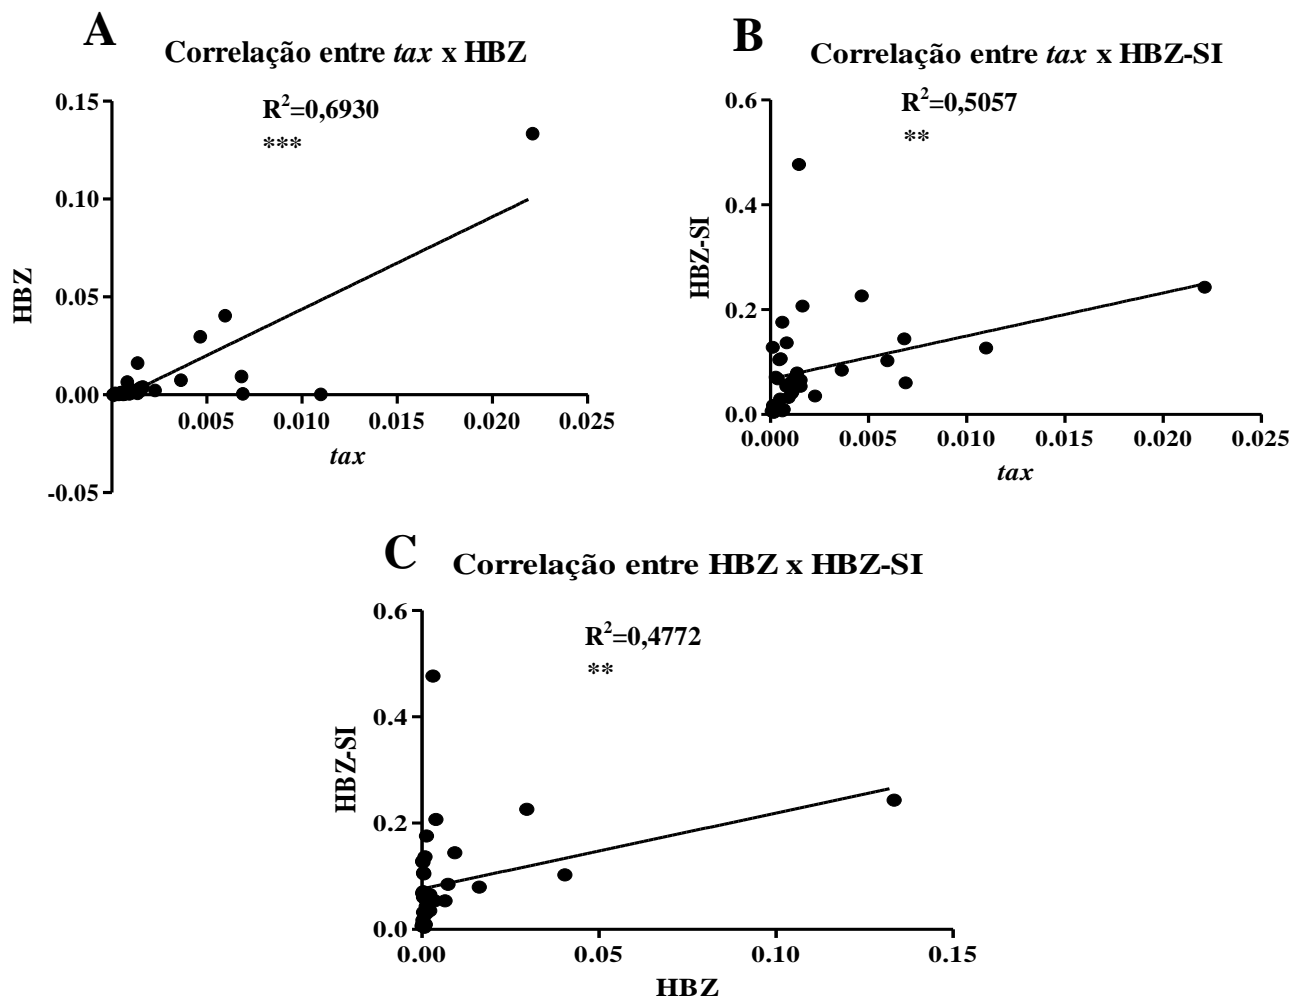 A
Correlação entre tax x HBZ
R²=0,6930
***
0.15
0.10
0.05
0.00
-0.05
HBZ
0.005
0.010
0.015
0.020
0.025
tax
B
Correlação entre tax x HBZ-SI
R²=0,5057
**
0.6
0.4
0.2
0.0
HBZ-SI
0.000
0.005
0.010
0.015
0.020
0.025
tax
C
Correlação entre HBZ x HBZ-SI
R²=0,4772
**
0.6
0.4
0.2
0.0
HBZ-SI
0.00
0.05
0.10
0.15
HBZ